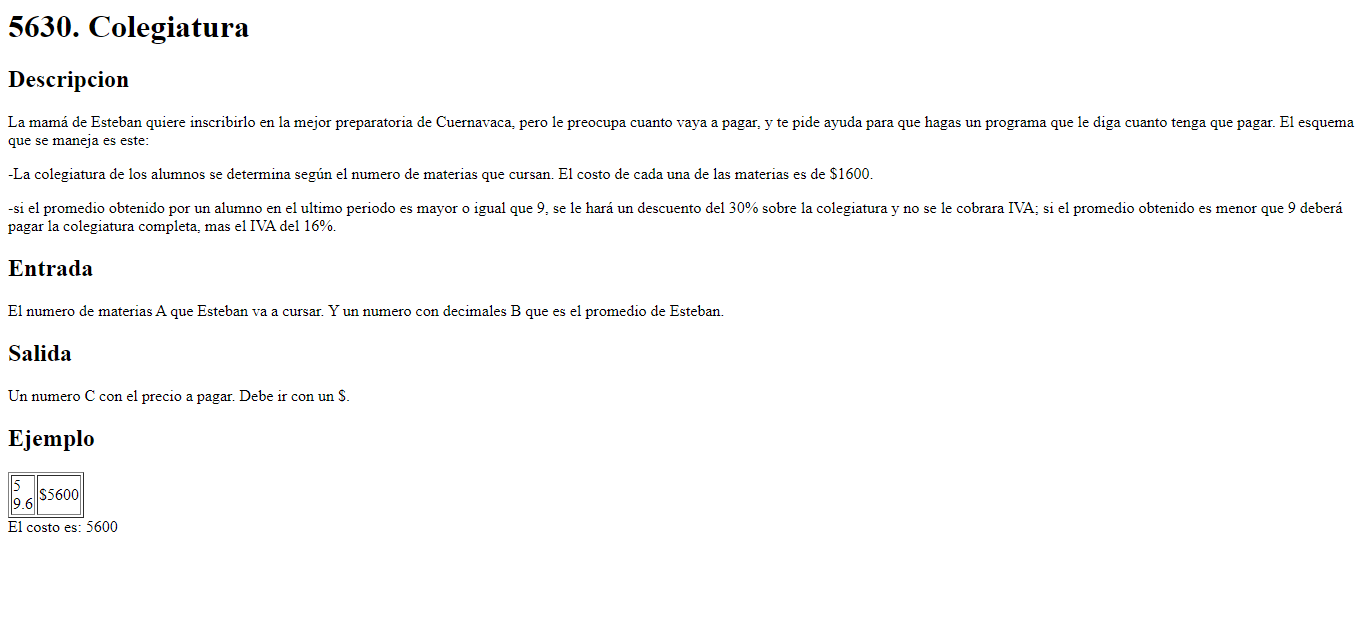 5630. Colegiatura
Descripcion
La mamá de Esteban quiere inscribirlo en la mejor preparatoria de Cuernavaca, pero le preocupa cuanto vaya a pagar, y te pide ayuda para que hagas un programa que le diga cuanto tenga que pagar. El esquema
que se maneja es este:
-La colegiatura de los alumnos se determina según el numero de materias que cursan. El costo de cada una de las materias es de $1600.
-si el promedio obtenido por un alumno en el ultimo periodo es mayor o igual que 9, se le hará un descuento del 30% sobre la colegiatura y no se le cobrara IVA; si el promedio obtenido es menor que 9 deberá
pagar la colegiatura completa, mas el IVA del 16%.
Entrada
El numero de materias A que Esteban va a cursar. Y un numero con decimales B que es el promedio de Esteban.
Salida
Un numero C con el precio a pagar. Debe ir con un $.
Ejemplo
5
9.6
$5600
El costo es: 5600